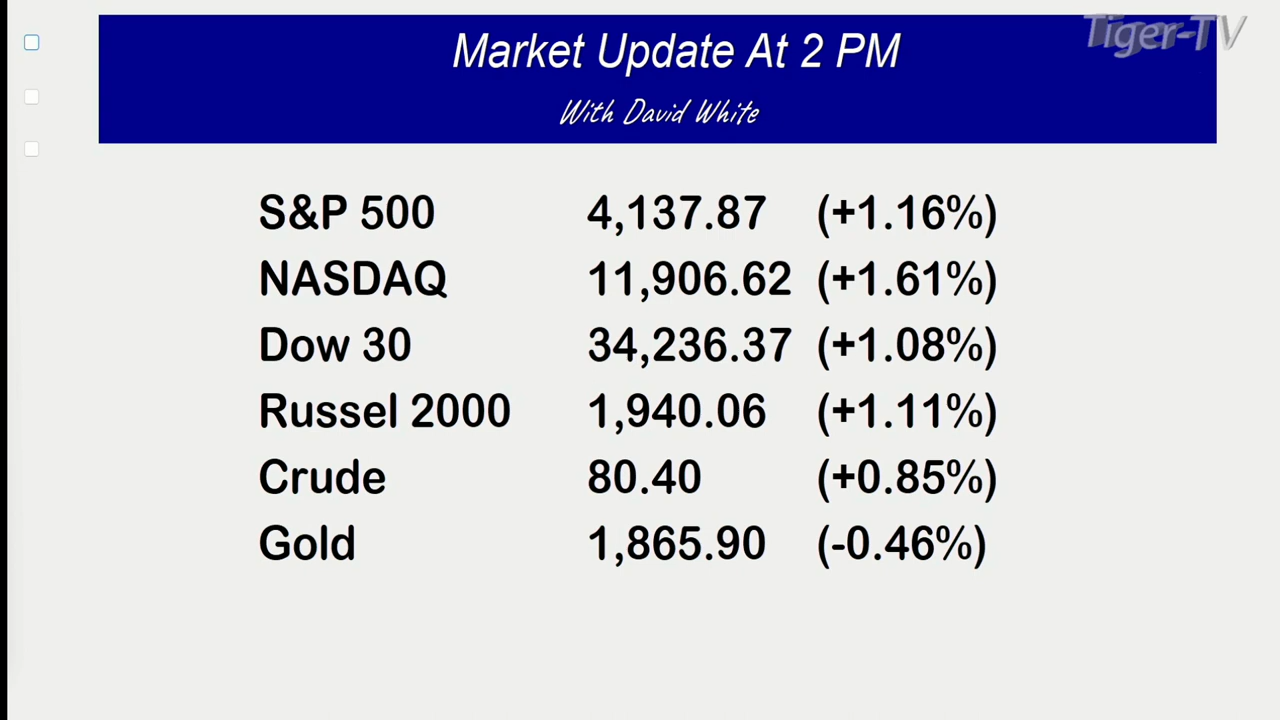 Tiger-TV
Market Update At 2 PM
With David White
S&P 500 4,137.87 (+1.16%)
NASDAQ 11,906.62 (+1.61%)
Dow 30 34,236.37 (+1.08%)
Russel 2000 1,940.06 (+1.11%)
Crude 80.40 (+0.85%)
Gold 1,865.90 (-0.46%)